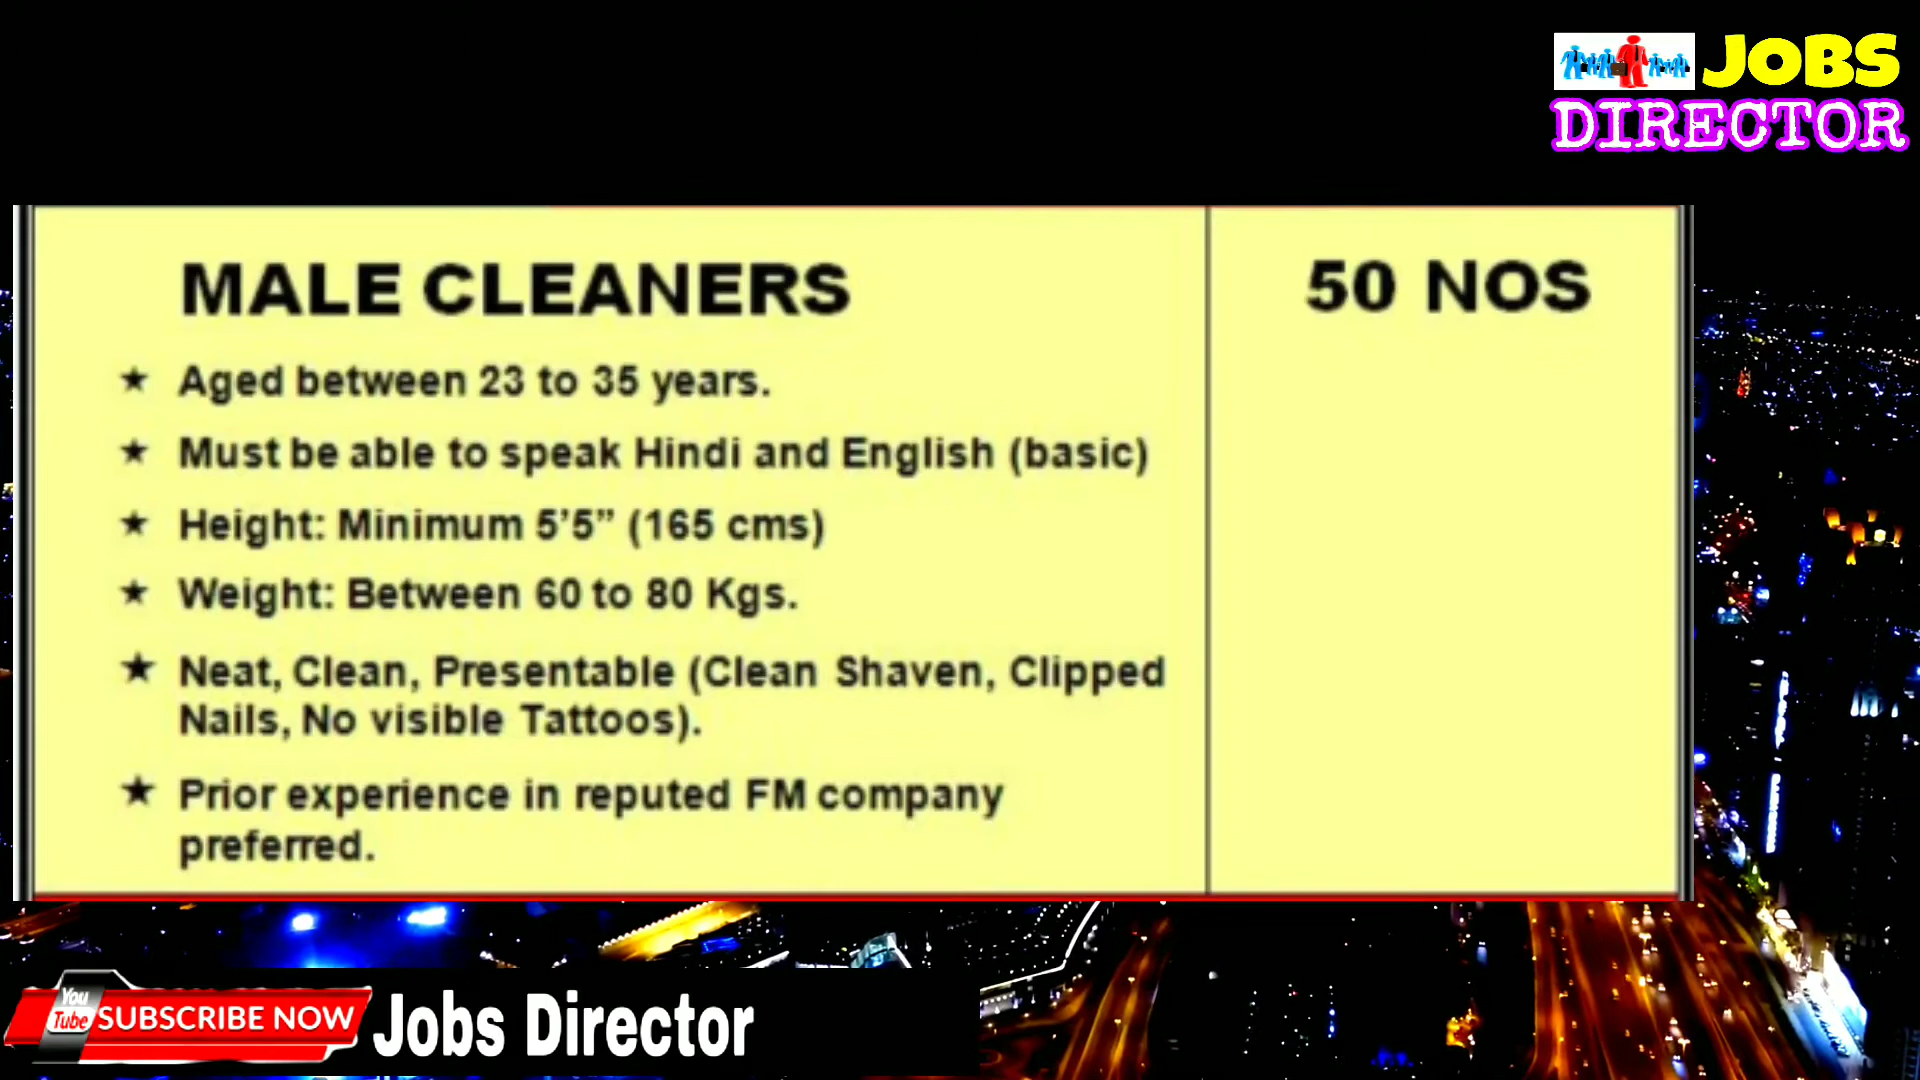 JOBS
DIRECTOR
MALE CLEANERS
50 NOS
★ Aged between 23 to 35 years.
★ Must be able to speak Hindi and English (basic)
★ Height: Minimum 5’5” (165 cms)
★ Weight: Between 60 to 80 Kgs.
★ Neat, Clean, Presentable (Clean Shaven, Clipped
Nails, No visible Tattoos).
★ Prior experience in reputed FM company
preferred.
You
Tube
SUBSCRIBE NOW
Jobs Director